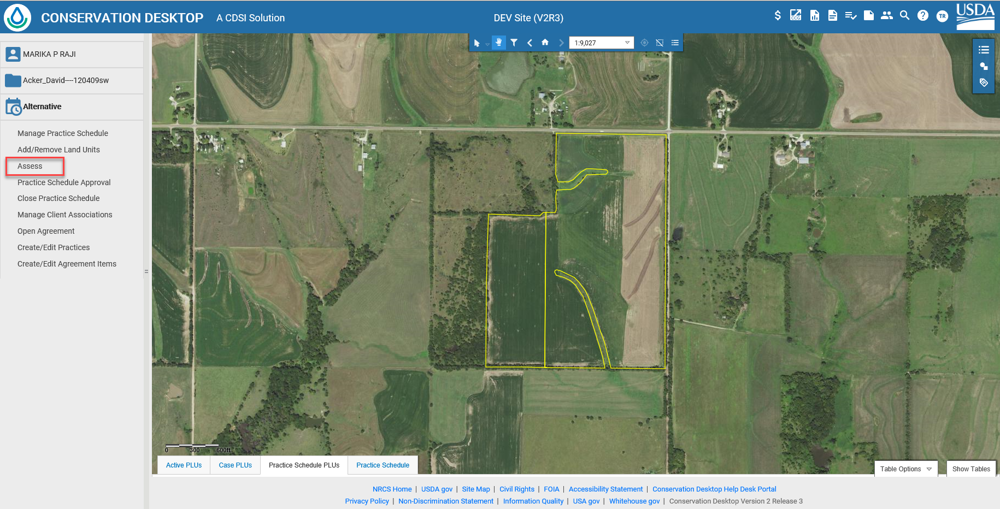 CONSERVATION DESKTOP A CDSI Solution DEV Site (V2R3) $ CCG ? TR USDA
1:9,027
MARIKA P RAJI
Acker_David----120409sw
Alternative
Manage Practice Schedule
Add/Remove Land Units
Assess
Practice Schedule Approval
Close Practice Schedule
Manage Client Associations
Open Agreement
Create/Edit Practices
Create/Edit Agreement Items
0 300 600ft
Active PLUs Case PLUs Practice Schedule PLUs Practice Schedule Table Options Show Tables
NRCS Home | USDA gov | Site Map | Civil Rights | FOIA | Accessibility Statement | Conservation Desktop Help Desk Portal
Privacy Policy | Non-Discrimination Statement | Information Quality | USA gov | Whitehouse gov | Conservation Desktop Version 2 Release 3